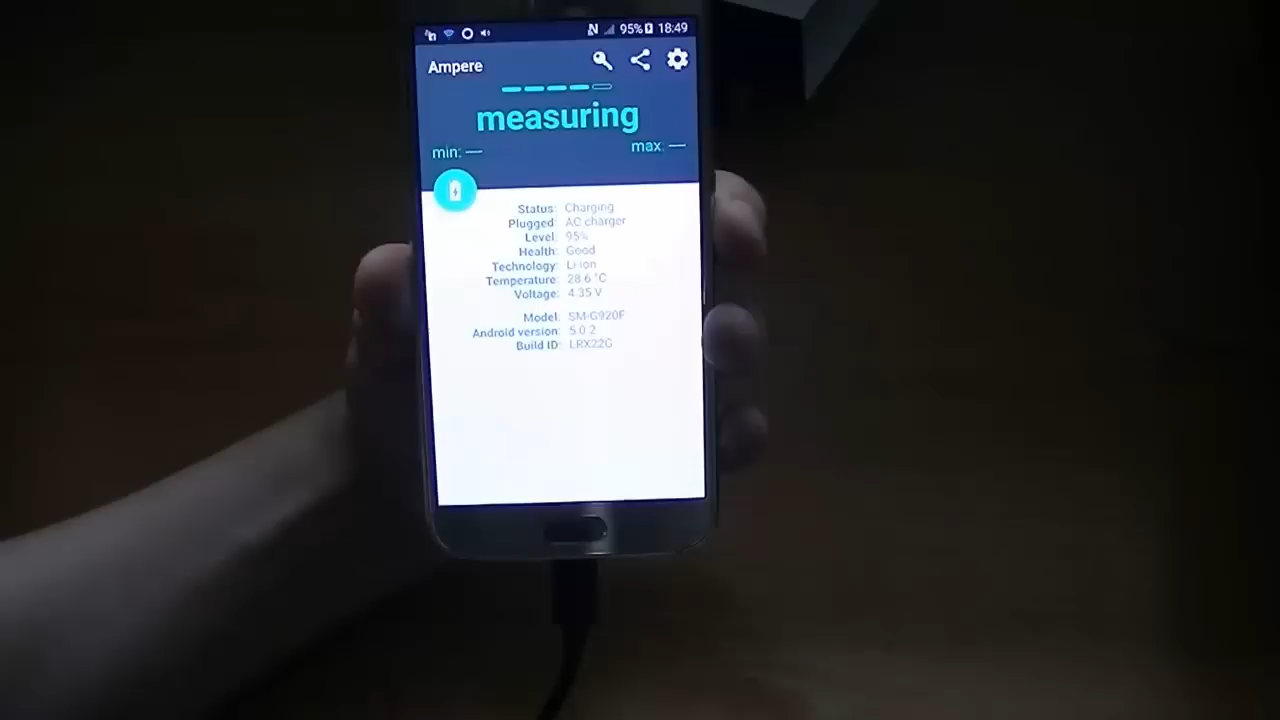 95% 18:49
Ampere
measuring
min: — max: —
Status: Charging
Plugged: AC charger
Level: 95%
Health: Good
Technology: Li-ion
Temperature: 28.6 °C
Voltage: 4.35 V
Model: SM-G920F
Android version: 5.0.2
Build ID: LRX22G